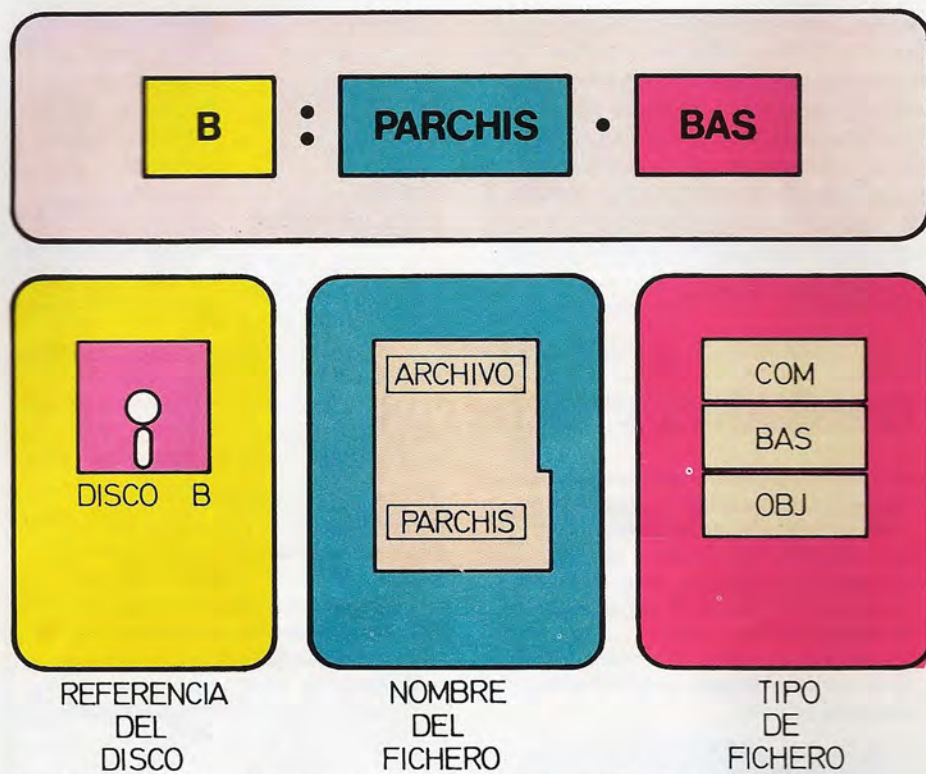 B : PARCHIS . BAS
DISCO B
ARCHIVO
PARCHIS
COM
BAS
OBJ
REFERENCIA
DEL
DISCO
NOMBRE
DEL
FICHERO
TIPO
DE
FICHERO